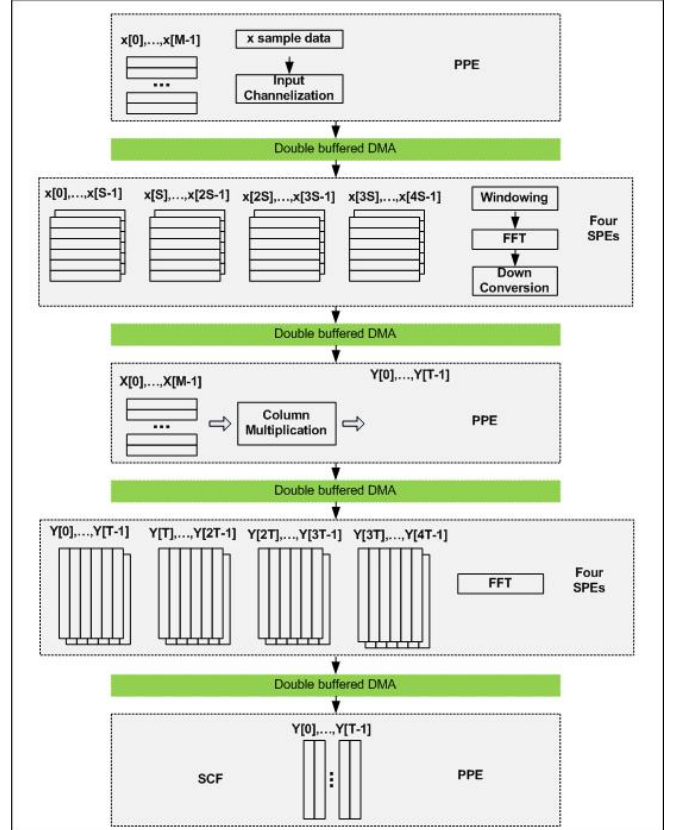 x[0],...,x[M-1]
x sample data
...
Input
Channelization
PPE
Double buffered DMA
x[0],...,x[S-1]
x[S],...,x[2S-1]
x[2S],...,x[3S-1]
x[3S],...,x[4S-1]
Windowing
FFT
Down
Conversion
Four
SPEs
Double buffered DMA
X[0],...,X[M-1]
...
Column
Multiplication
Y[0],...,Y[T-1]
PPE
Double buffered DMA
Y[0],...,Y[T-1]
Y[T],...,Y[2T-1]
Y[2T],...,Y[3T-1]
Y[3T],...,Y[4T-1]
FFT
Four
SPEs
Double buffered DMA
Y[0],...,Y[T-1]
SCF
...
PPE